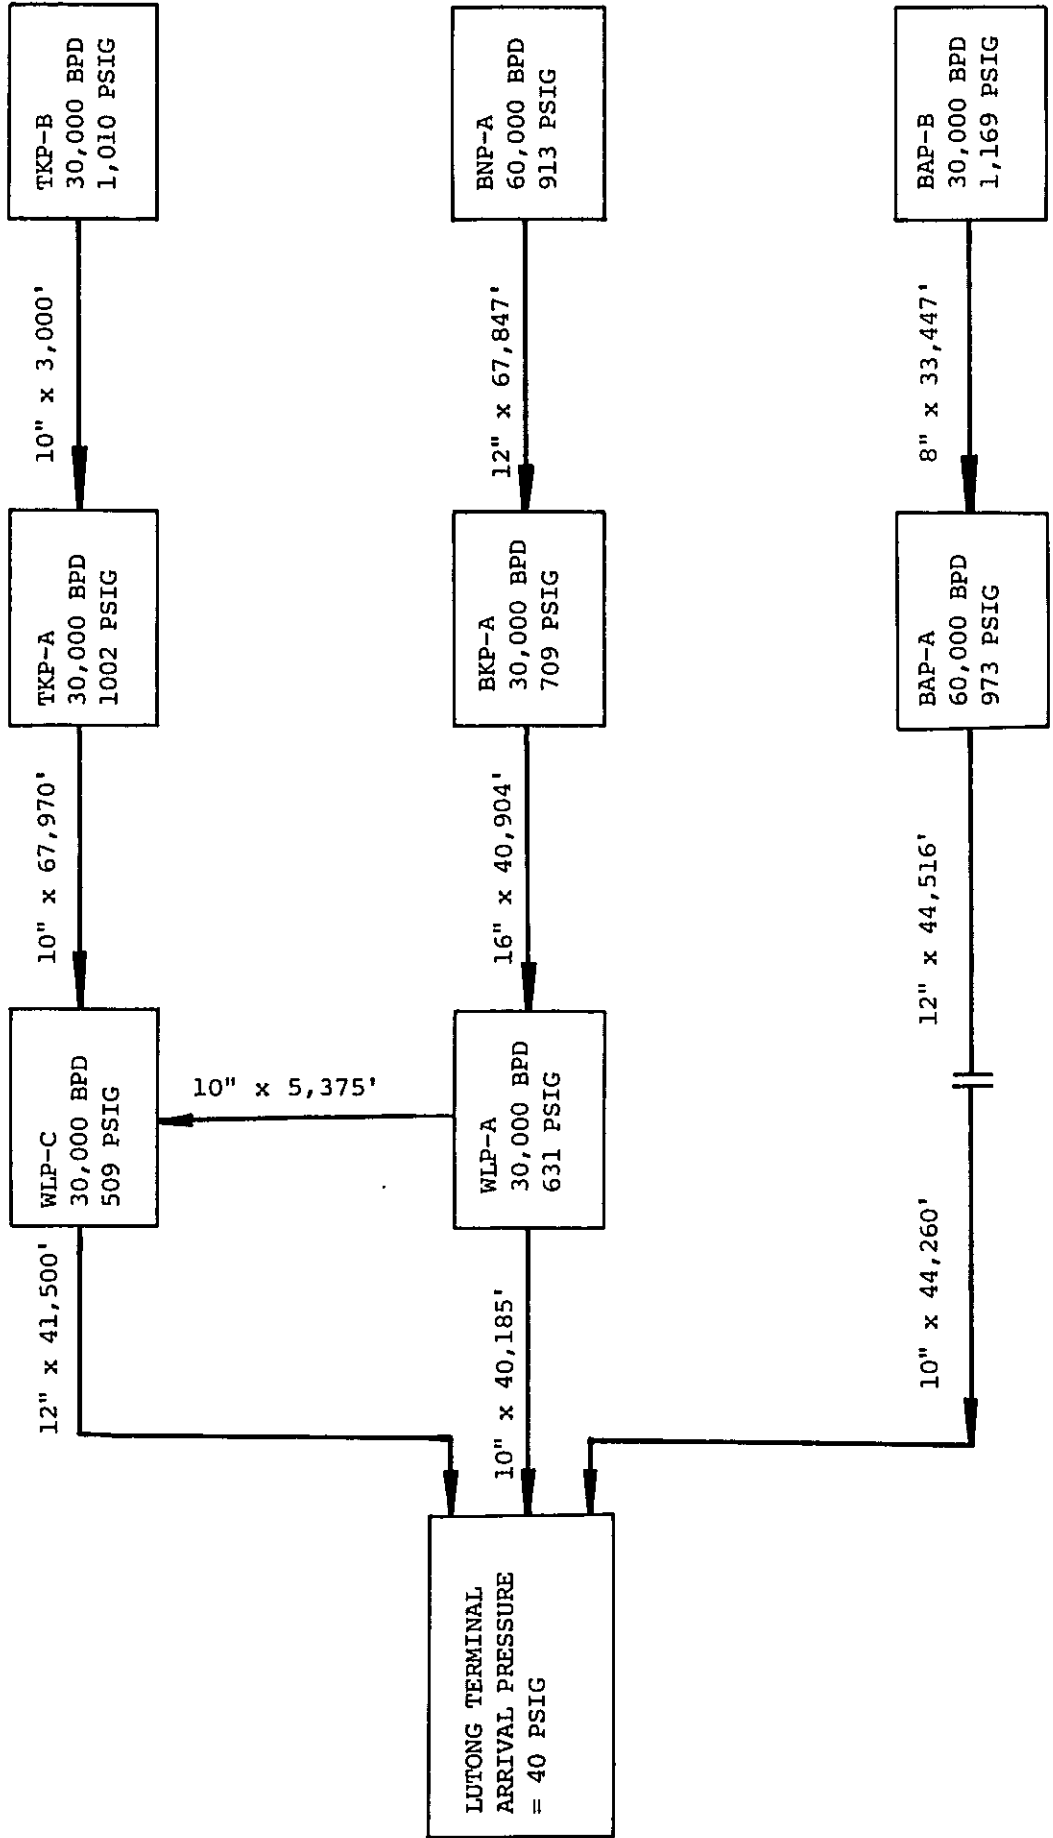 TKP-B
30,000 BPD
1,010 PSIG
10" x 3,000'
TKP-A
30,000 BPD
1002 PSIG
10" x 67,970'
WLP-C
30,000 BPD
509 PSIG
12" x 41,500'
10" x 5,375'
BNP-A
60,000 BPD
913 PSIG
12" x 67,847'
BKP-A
30,000 BPD
709 PSIG
16" x 40,904'
WLP-A
30,000 BPD
631 PSIG
10" x 40,185'
LUTONG TERMINAL
ARRIVAL PRESSURE
= 40 PSIG
BAP-B
30,000 BPD
1,169 PSIG
8" x 33,447'
BAP-A
60,000 BPD
973 PSIG
12" x 44,516'
10" x 44,260'